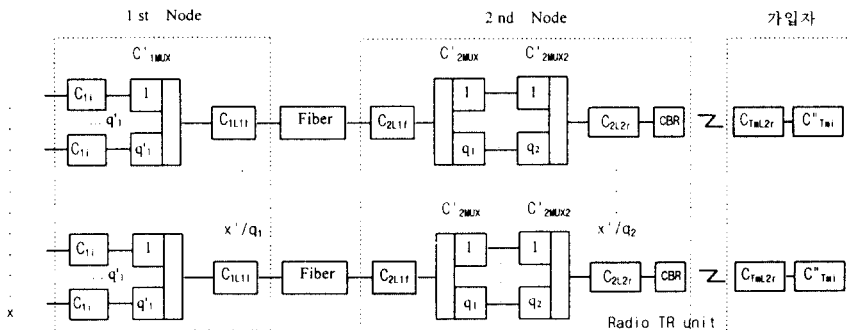 1 st Node
2 nd Node
가입자
C'1MUX
C'2MUX C'2MUX2
C1i 1
... q'1
C1i q'1
C1L1f Fiber C2L1f
1 1
q1 q2
C2L2r CBR CTmL2r C"Tmi
C'2MUX C'2MUX2
x'/q1
x'/q2
C1i 1
... q'1
C1i q'1
C1L1f Fiber C2L1f
1 1
q1 q1
C2L2r CBR CTmL2r C"Tmi
x
Radio TR unit